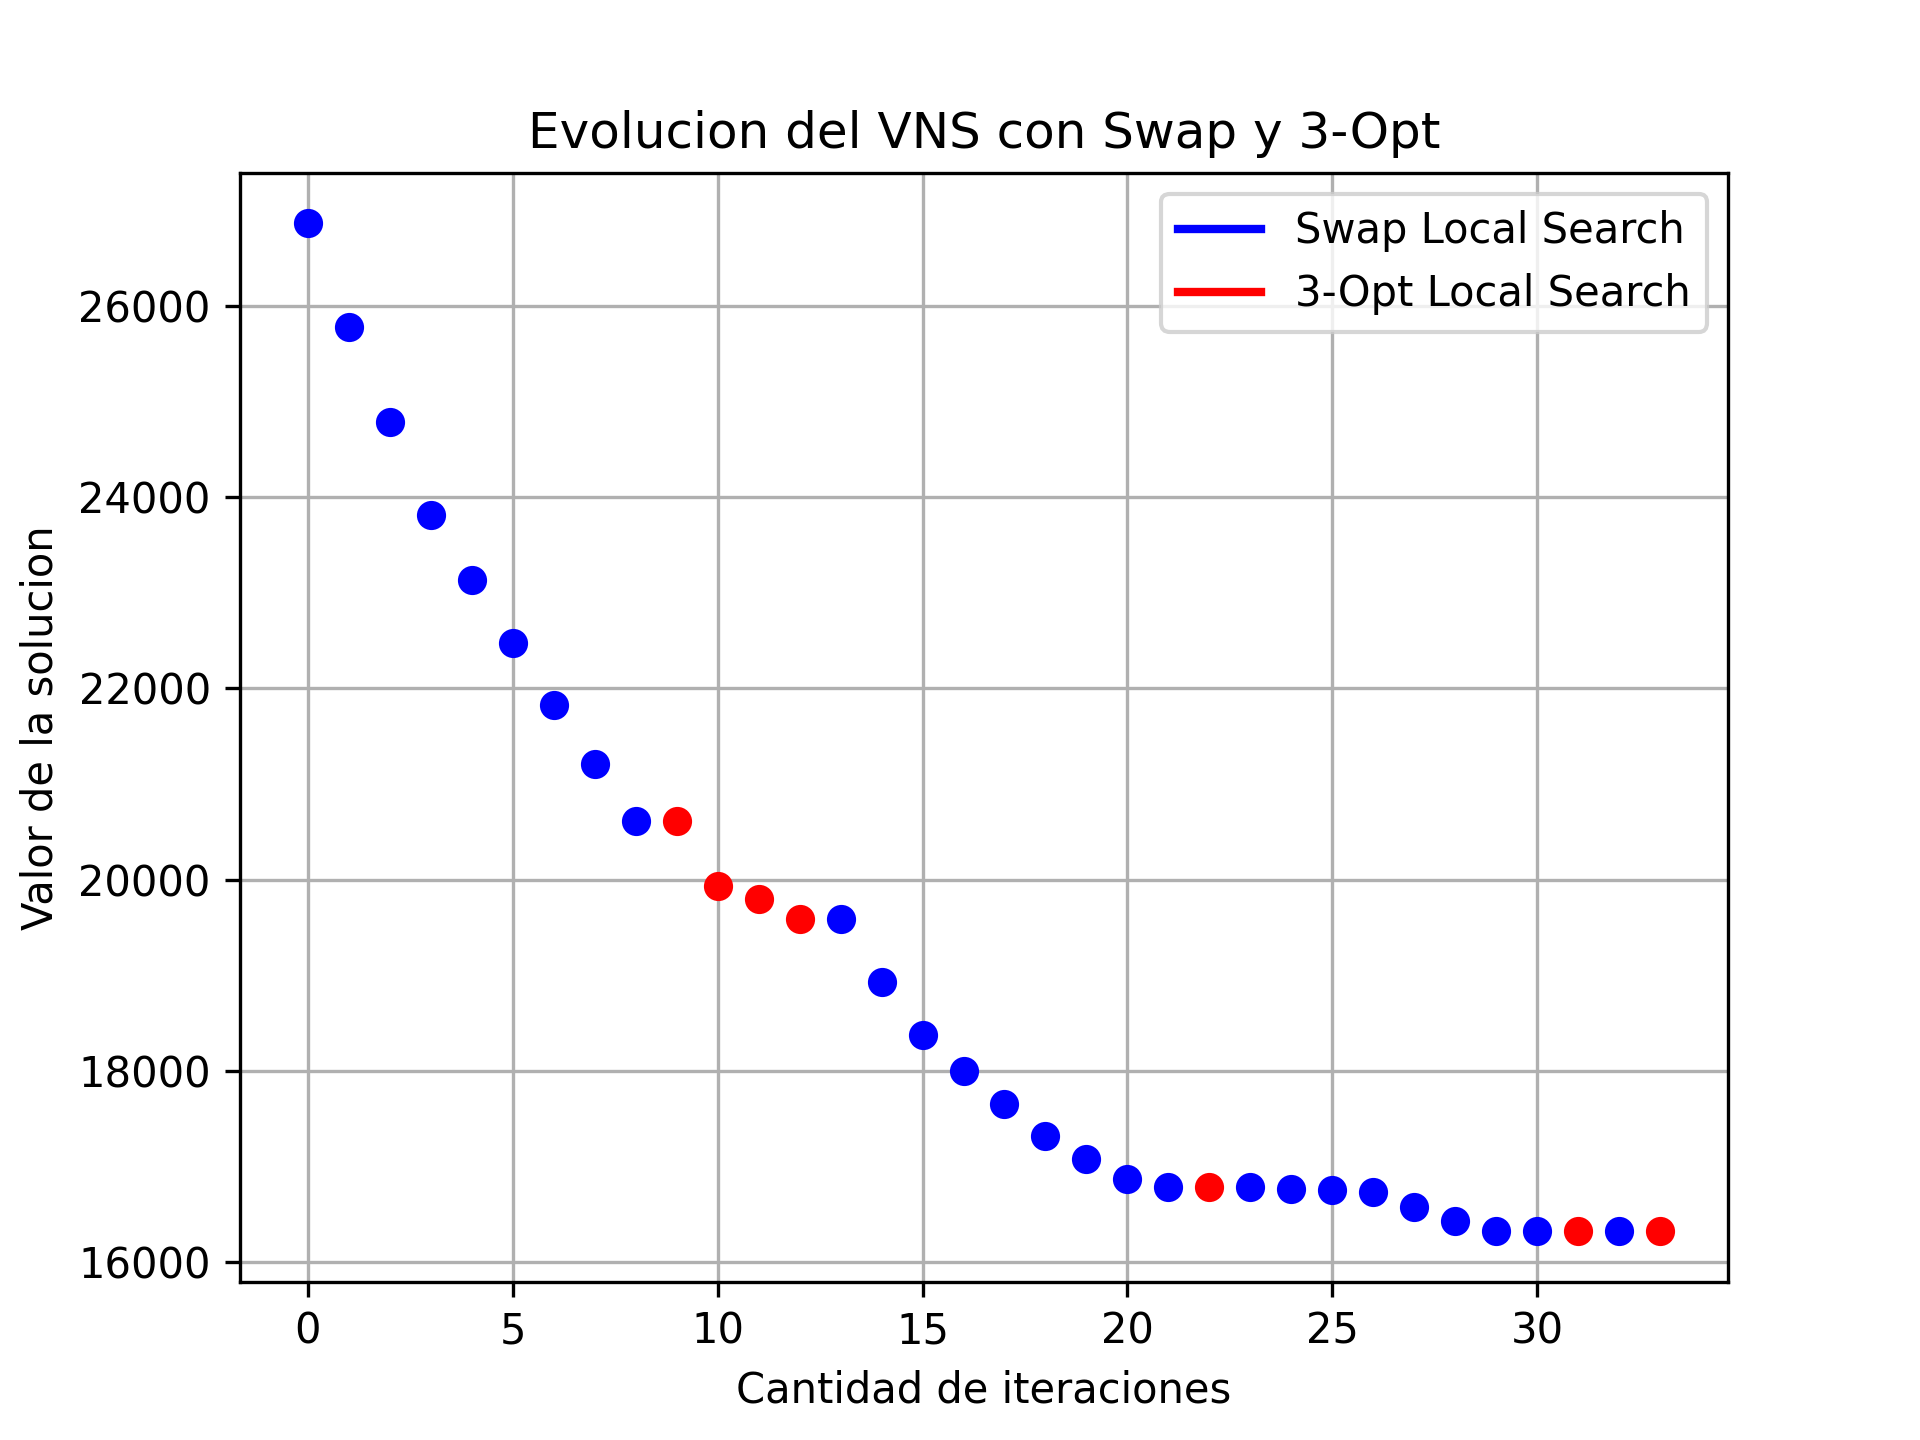 Evolucion del VNS con Swap y 3-Opt
Swap Local Search
3-Opt Local Search
Valor de la solucion
26000
24000
22000
20000
18000
16000
0 5 10 15 20 25 30
Cantidad de iteraciones